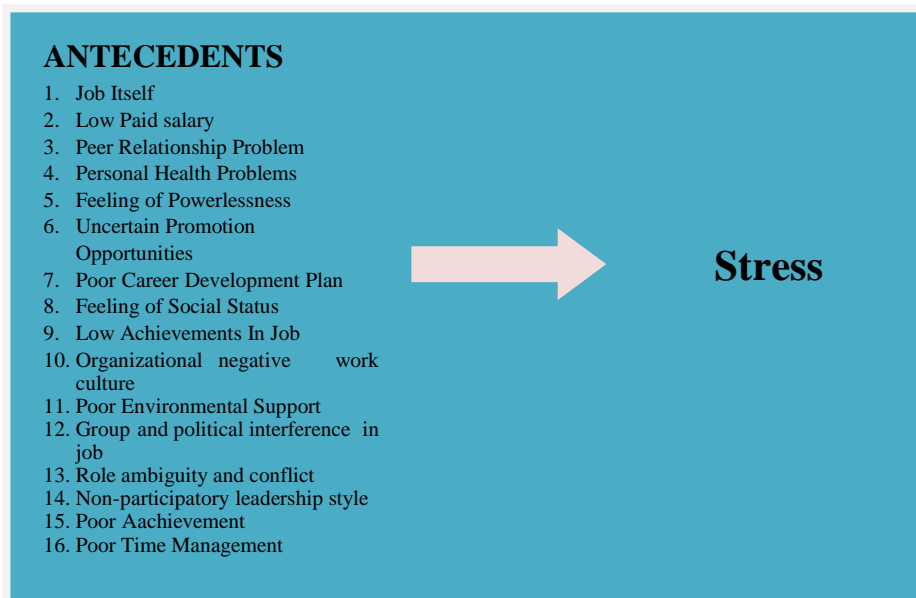 ANTECEDENTS
1. Job Itself
2. Low Paid salary
3. Peer Relationship Problem
4. Personal Health Problems
5. Feeling of Powerlessness
6. Uncertain Promotion
Opportunities
7. Poor Career Development Plan
8. Feeling of Social Status
9. Low Achievements In Job
10. Organizational negative work
culture
11. Poor Environmental Support
12. Group and political interference in
job
13. Role ambiguity and conflict
14. Non-participatory leadership style
15. Poor Aachievement
16. Poor Time Management
Stress